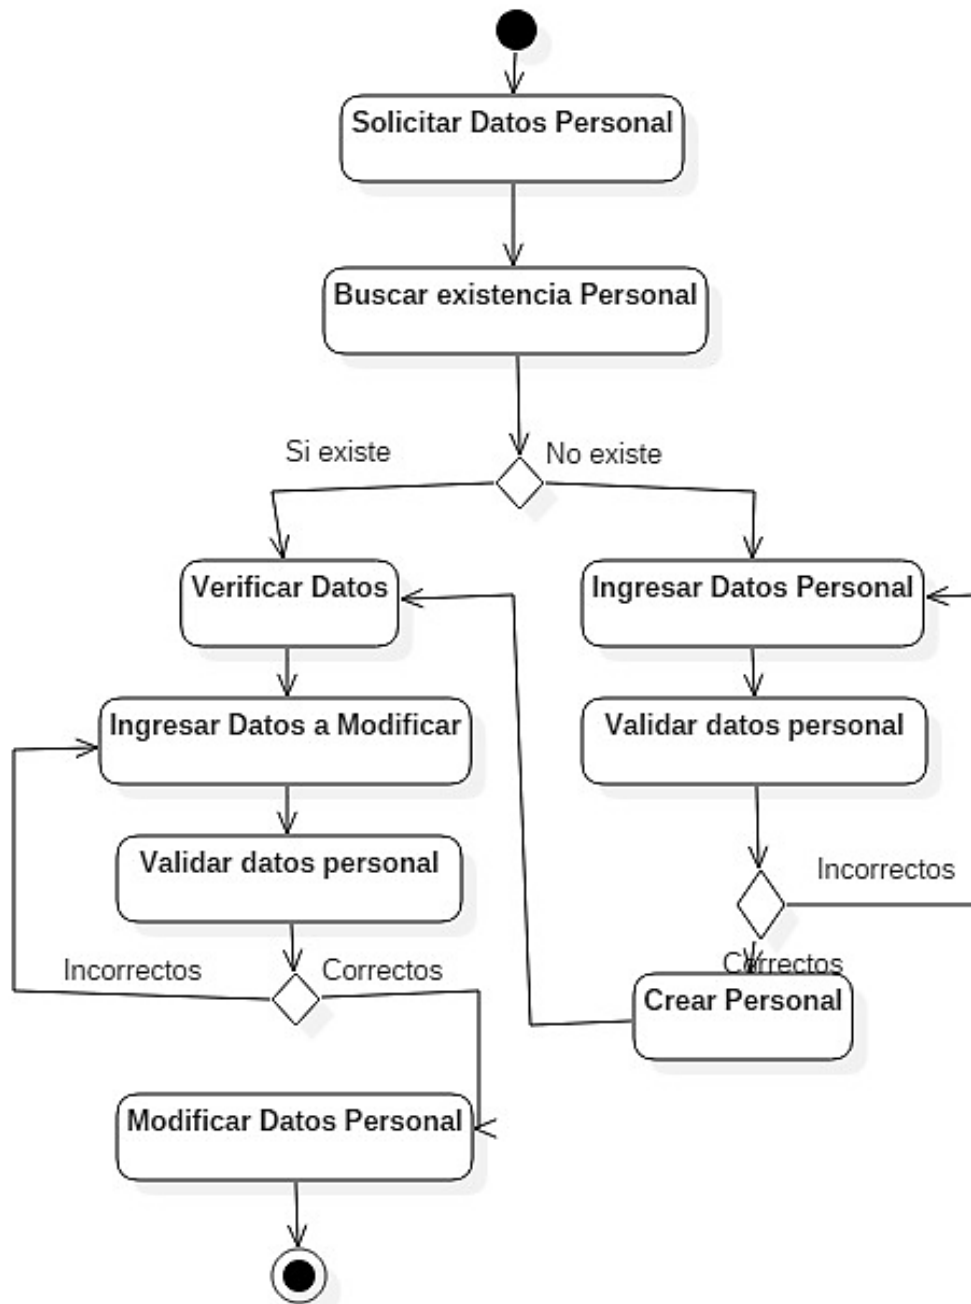 Solicitar Datos Personal
Buscar existencia Personal
Si existe
No existe
Verificar Datos
Ingresar Datos Personal
Ingresar Datos a Modificar
Validar datos personal
Validar datos personal
Incorrectos
Incorrectos
Correctos
Correctos
Crear Personal
Modificar Datos Personal